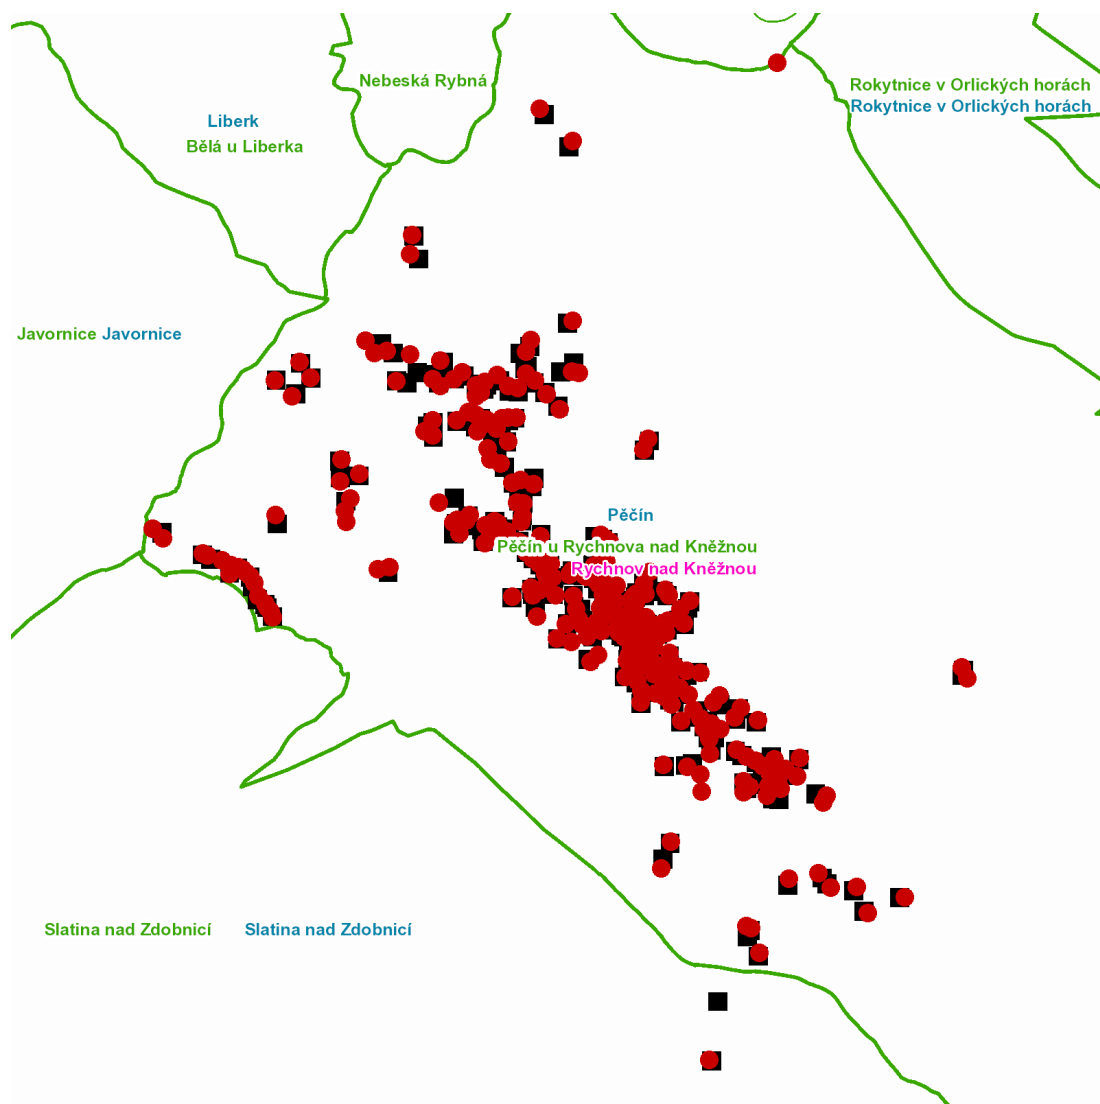 Nebeská Rybná
Rokytnice v Orlických horách
Rokytnice v Orlických horách
Liberk
Bělá u Liberka
Javornice Javornice
Pěčín
Pěčín u Rychnova nad Kněžnou
Rychnov nad Kněžnou
Slatina nad Zdobnicí Slatina nad Zdobnicí